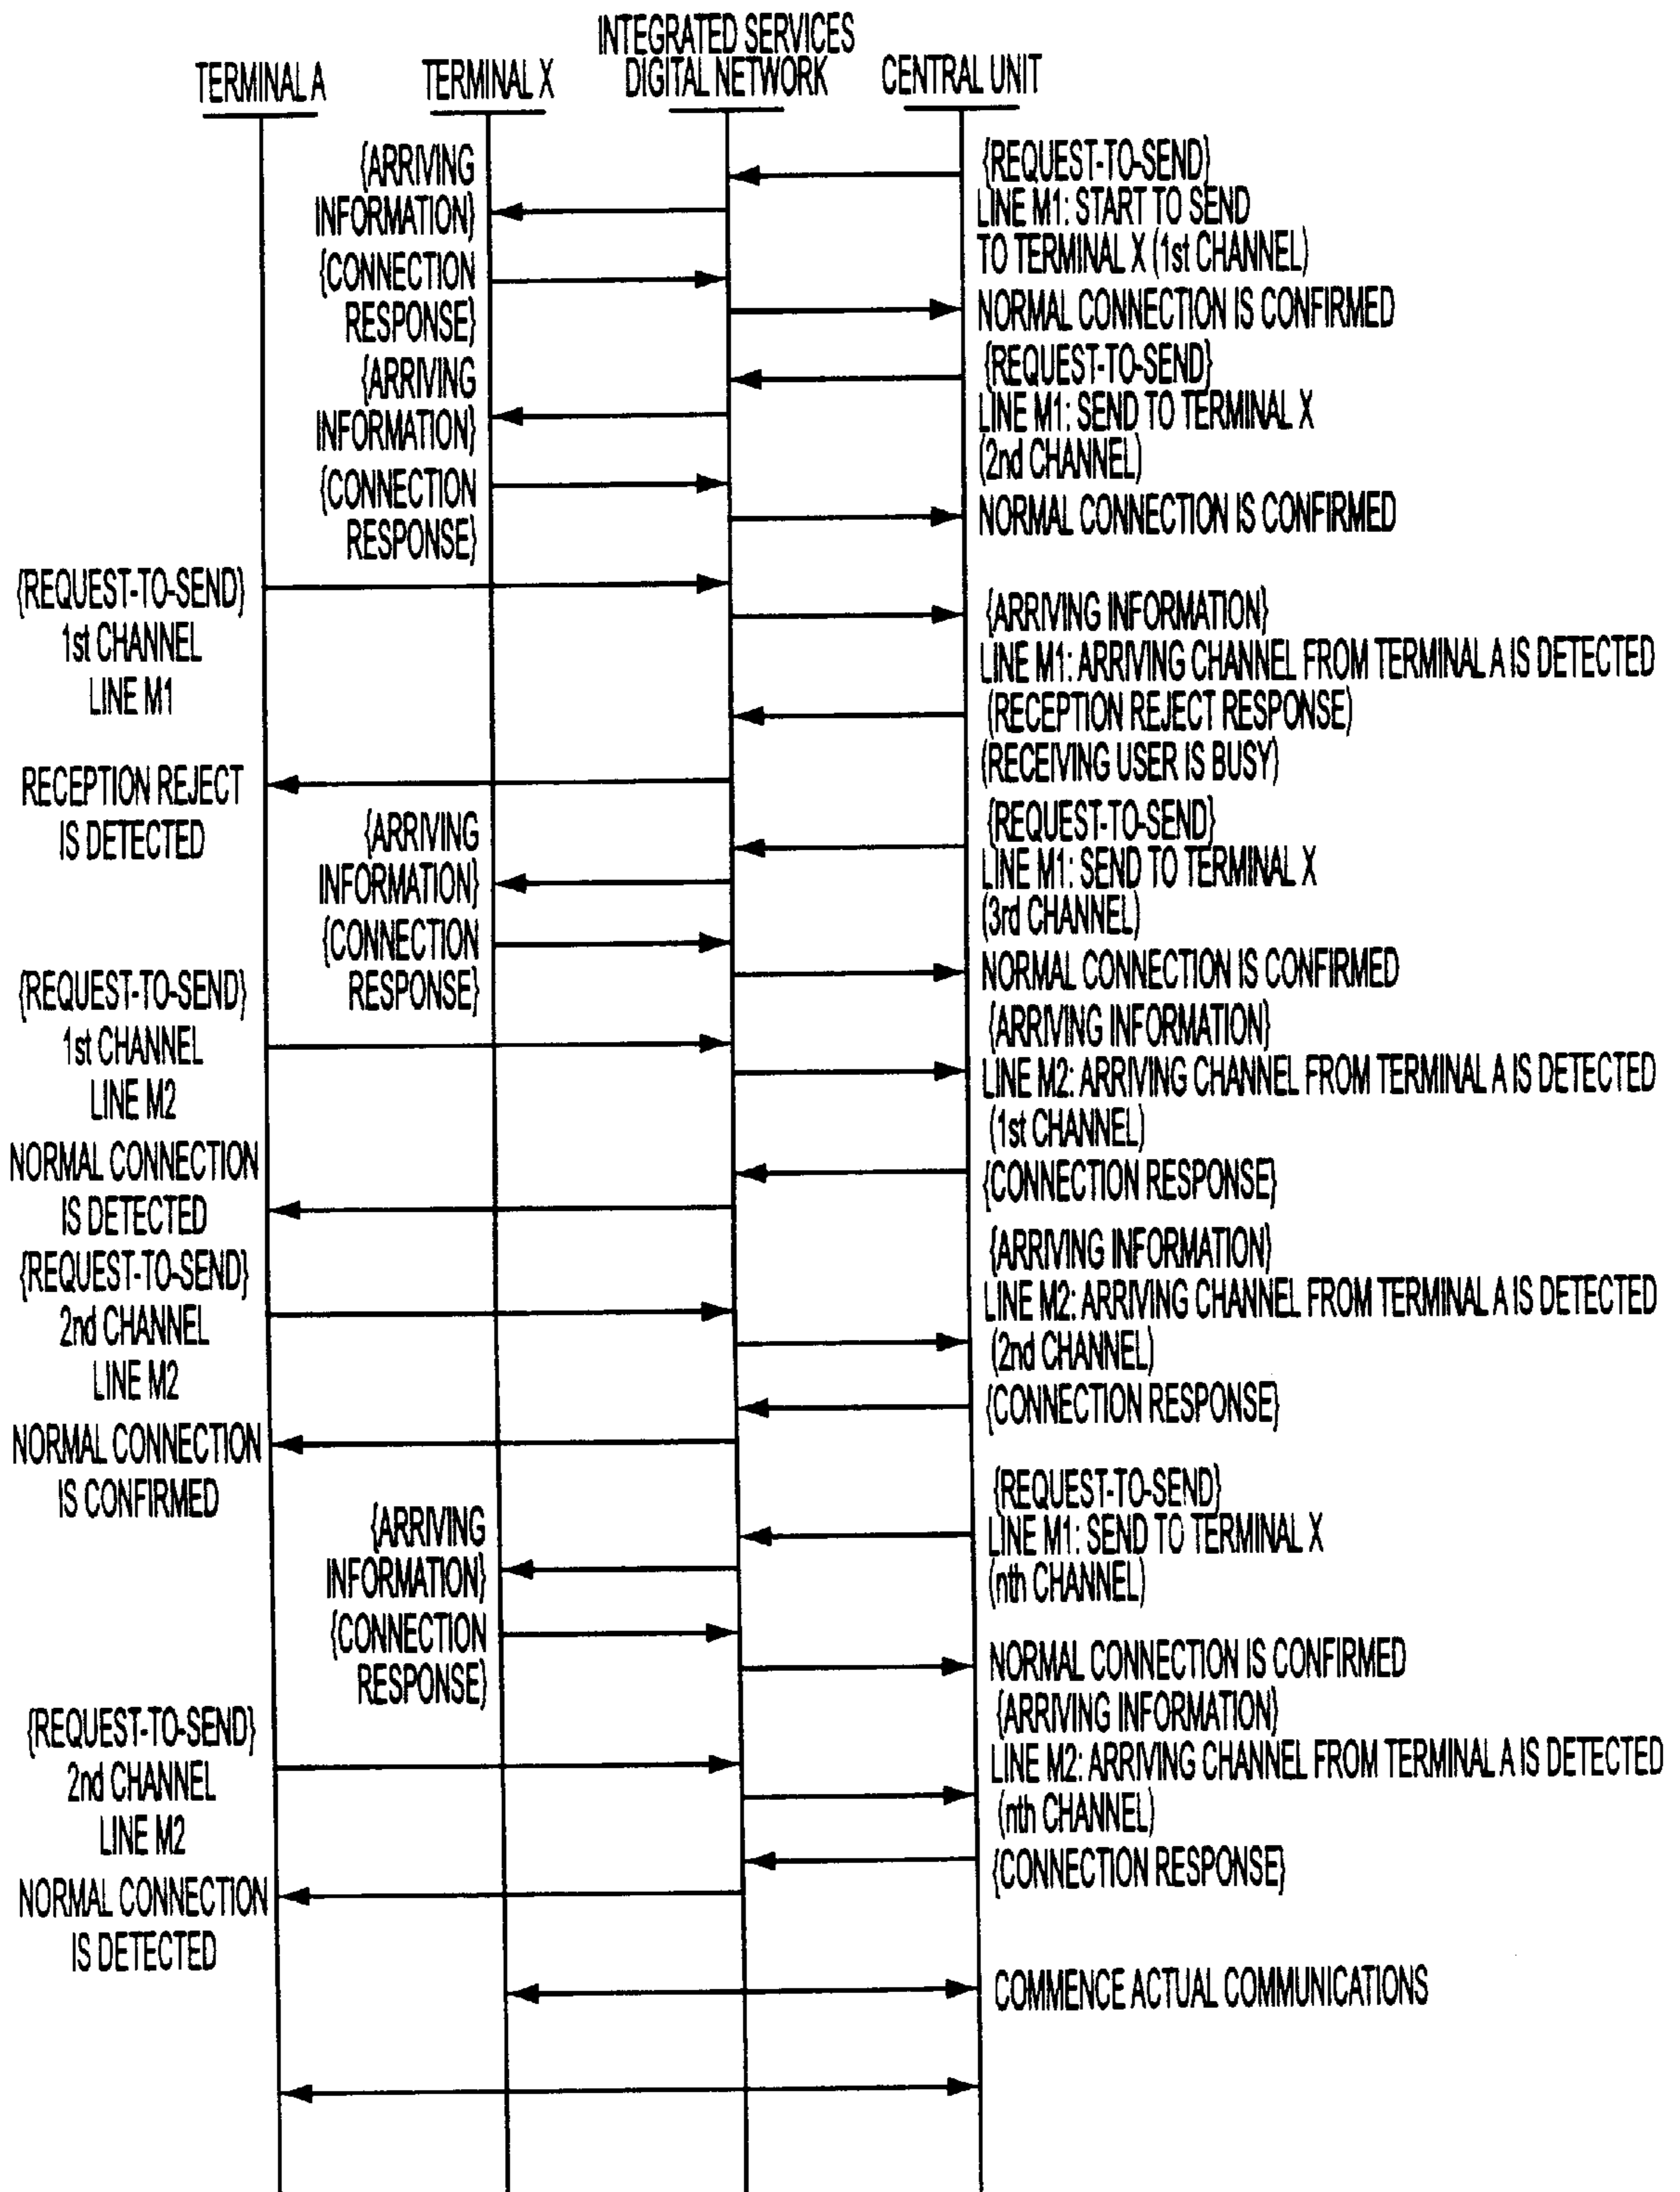 INTEGRATED SERVICES
DIGITAL NETWORK
TERMINAL A
TERMINAL X
CENTRAL UNIT
{ARRIVING
INFORMATION}
{REQUEST-TO-SEND}
LINE M1: START TO SEND
TO TERMINAL X (1st CHANNEL)
{CONNECTION
RESPONSE}
NORMAL CONNECTION IS CONFIRMED
{ARRIVING
INFORMATION}
{REQUEST-TO-SEND}
LINE M1: SEND TO TERMINAL X
(2nd CHANNEL)
{CONNECTION
RESPONSE}
NORMAL CONNECTION IS CONFIRMED
{REQUEST-TO-SEND}
1st CHANNEL
LINE M1
{ARRIVING INFORMATION}
LINE M1: ARRIVING CHANNEL FROM TERMINAL A IS DETECTED
(RECEPTION REJECT RESPONSE)
(RECEIVING USER IS BUSY)
RECEPTION REJECT
IS DETECTED
{ARRIVING
INFORMATION}
{REQUEST-TO-SEND}
LINE M1: SEND TO TERMINAL X
(3rd CHANNEL)
{CONNECTION
RESPONSE}
NORMAL CONNECTION IS CONFIRMED
{REQUEST-TO-SEND}
1st CHANNEL
LINE M2
{ARRIVING INFORMATION}
LINE M2: ARRIVING CHANNEL FROM TERMINAL A IS DETECTED
(1st CHANNEL)
{CONNECTION RESPONSE}
NORMAL CONNECTION
IS DETECTED
{REQUEST-TO-SEND}
2nd CHANNEL
LINE M2
{ARRIVING INFORMATION}
LINE M2: ARRIVING CHANNEL FROM TERMINAL A IS DETECTED
(2nd CHANNEL)
{CONNECTION RESPONSE}
NORMAL CONNECTION
IS CONFIRMED
{ARRIVING
INFORMATION}
{REQUEST-TO-SEND}
LINE M1: SEND TO TERMINAL X
(nth CHANNEL)
{CONNECTION
RESPONSE}
NORMAL CONNECTION IS CONFIRMED
{REQUEST-TO-SEND}
2nd CHANNEL
LINE M2
{ARRIVING INFORMATION}
LINE M2: ARRIVING CHANNEL FROM TERMINAL A IS DETECTED
(nth CHANNEL)
{CONNECTION RESPONSE}
NORMAL CONNECTION
IS DETECTED
COMMENCE ACTUAL COMMUNICATIONS